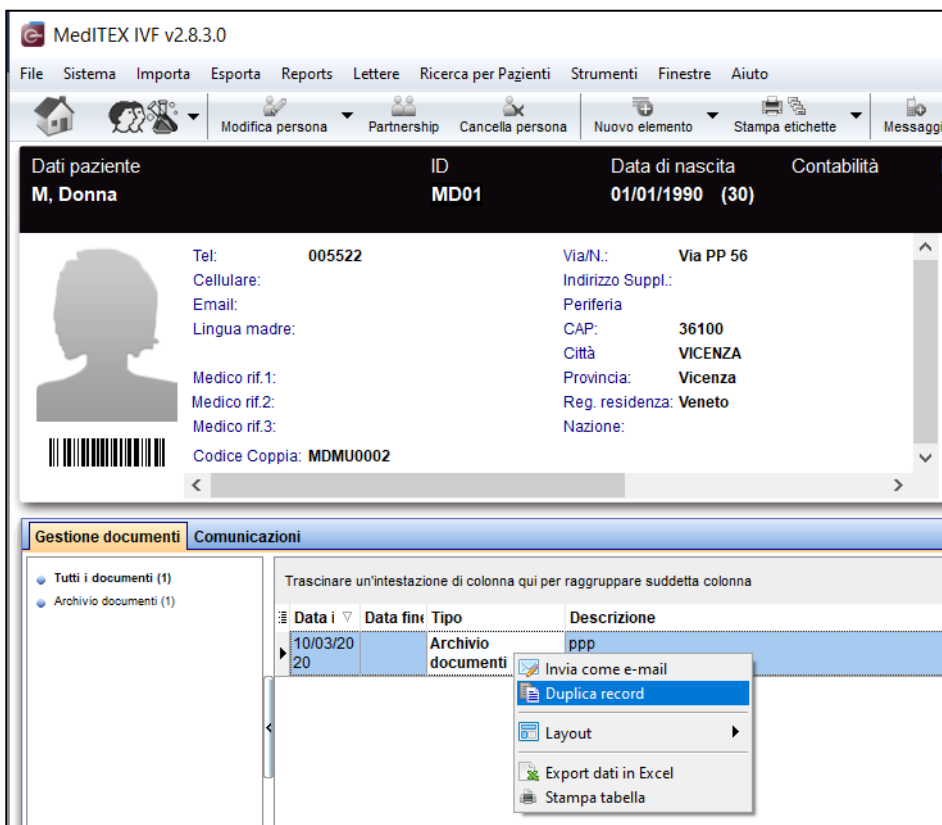 MedITEX IVF v2.8.3.0
File Sistema Importa Esporta Reports Lettere Ricerca per Pazienti Strumenti Finestre Aiuto
Modifica persona Partnership Cancella persona Nuovo elemento Stampa etichette Messaggi
Dati paziente ID Data di nascita Contabilità
M, Donna MD01 01/01/1990 (30)
Tel: 005522 Via/N.: Via PP 56
Cellulare: Indirizzo Suppl.:
Email: Periferia
Lingua madre: CAP: 36100
Città VICENZA
Medico rif.1: Provincia: Vicenza
Medico rif.2: Reg. residenza: Veneto
Medico rif.3: Nazione:
Codice Coppia: MDMU0002
Gestione documenti Comunicazioni
Tutti i documenti (1)
Archivio documenti (1)
Trascinare un'intestazione di colonna qui per raggruppare suddetta colonna
Data i Data fine Tipo Descrizione
10/03/20 Archivio ppp
20 documenti
Invia come e-mail
Duplica record
Layout
Export dati in Excel
Stampa tabella